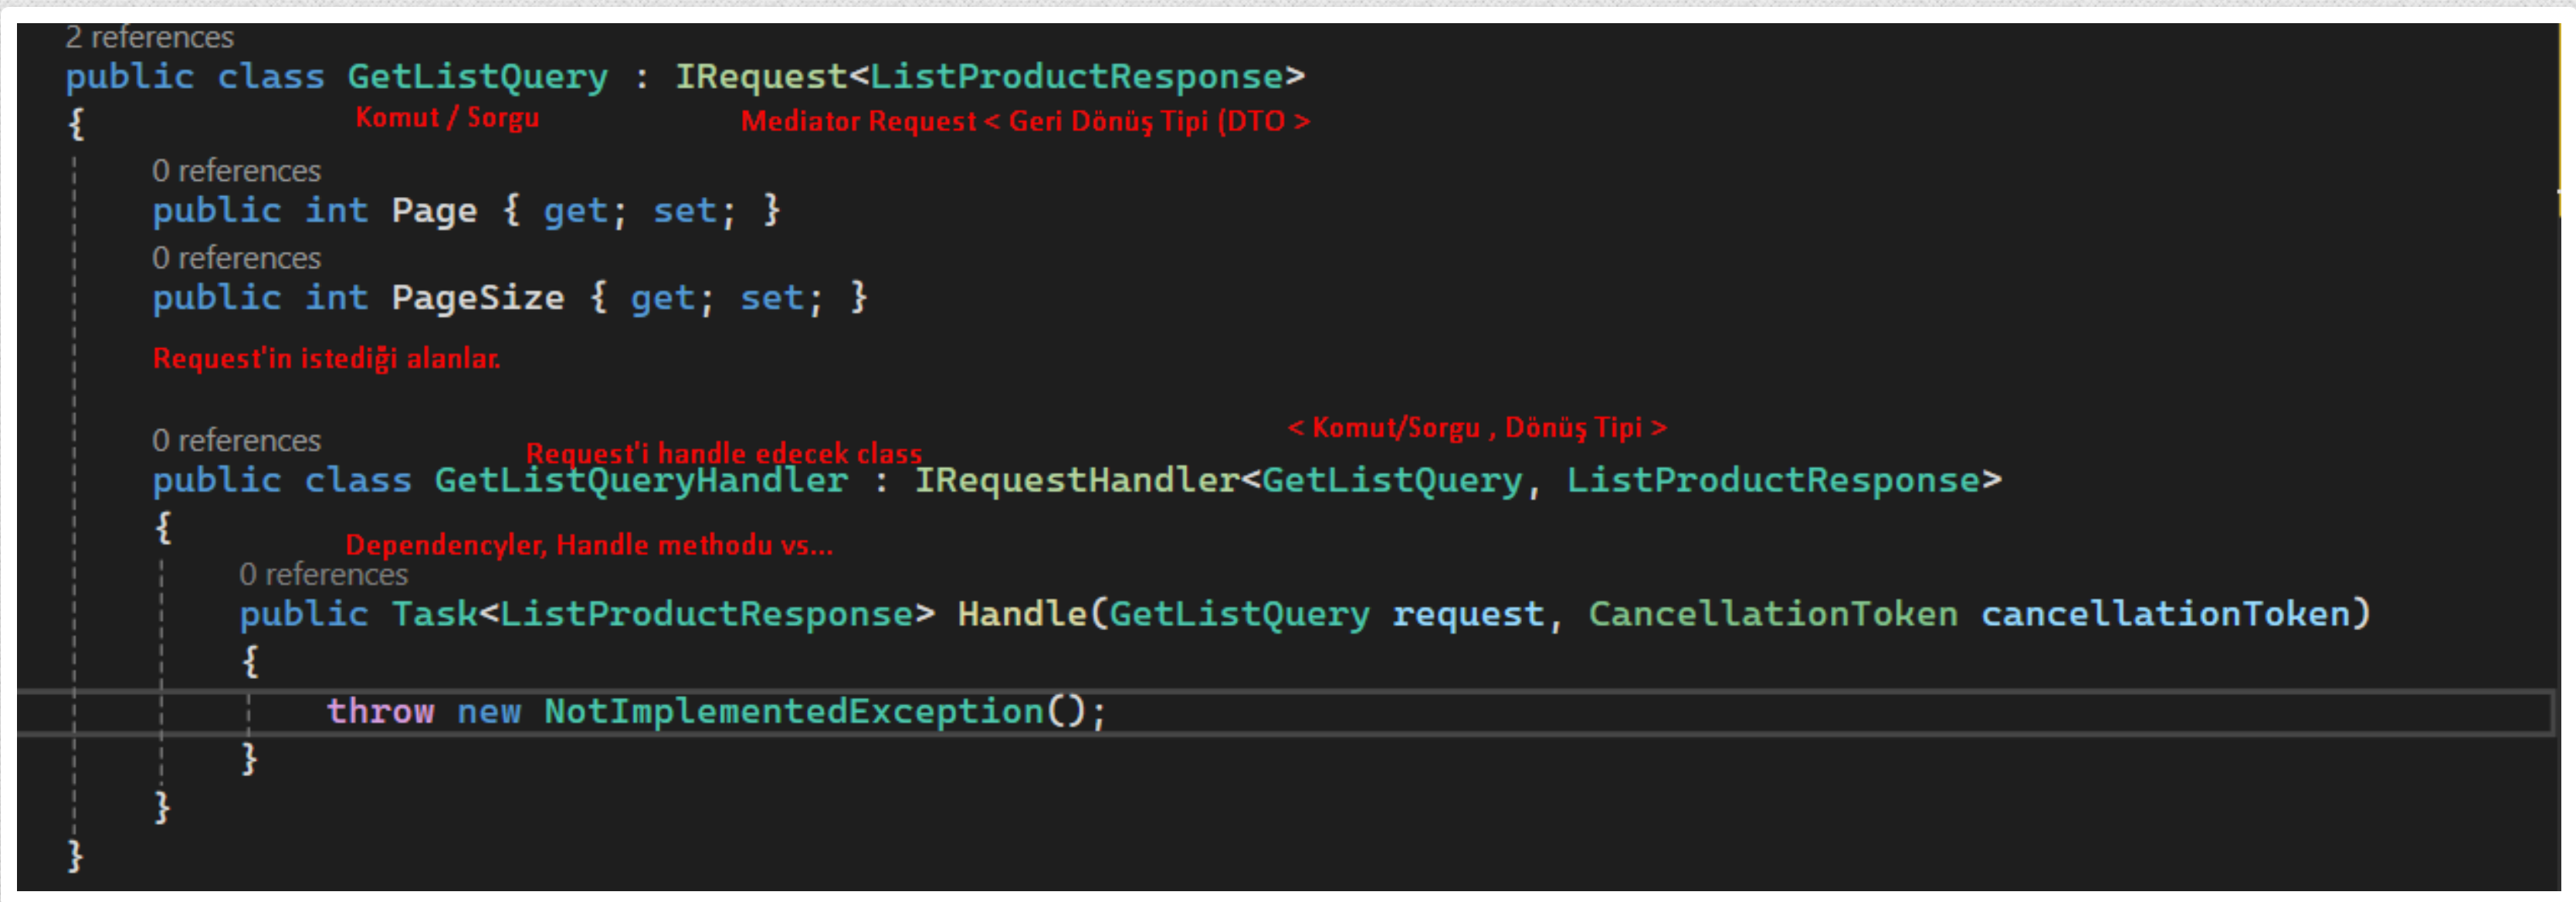 2 references
public class GetListQuery : IRequest<ListProductResponse>
{
Komut / Sorgu
Mediator Request < Geri Dönüş Tipi (DTO >
0 references
public int Page { get; set; }
0 references
public int PageSize { get; set; }
Request'in istediği alanlar.
< Komut/Sorgu , Dönüş Tipi >
0 references
Request'i handle edecek class
public class GetListQueryHandler : IRequestHandler<GetListQuery, ListProductResponse>
{
Dependencyler, Handle methodu vs...
0 references
public Task<ListProductResponse> Handle(GetListQuery request, CancellationToken cancellationToken)
{
throw new NotImplementedException();
}
}
}